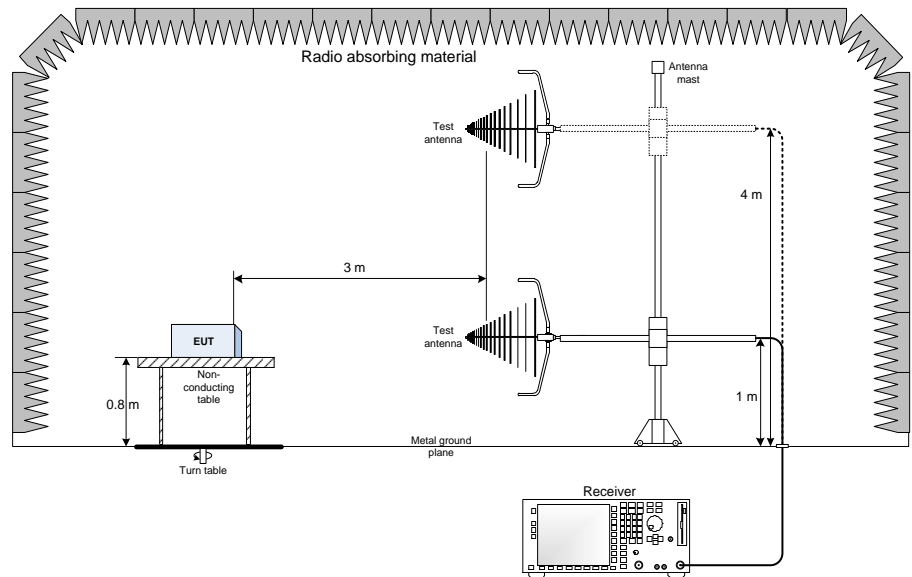 Radio absorbing material
Antenna
mast
Test
antenna
4 m
3 m
Test
antenna
EUT
Non-
conducting
table
0.8 m
1 m
Metal ground
plane
Turn table
Receiver